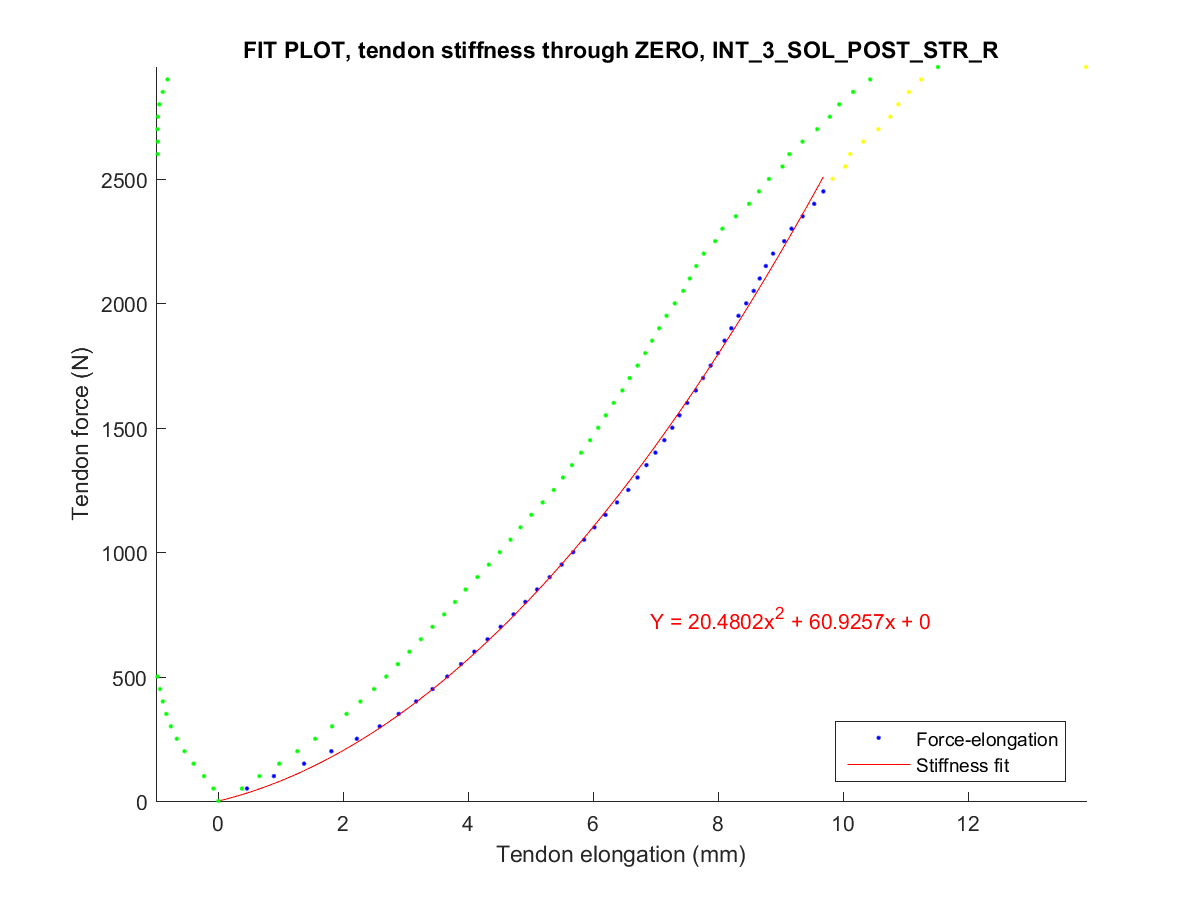 FIT PLOT, tendon stiffness through ZERO, INT_3_SOL_POST_STR_R
2500
2000
Tendon force (N)
1500
1000
Y = 20.4802x² + 60.9257x + 0
500
Force-elongation
Stiffness fit
0
0 2 4 6 8 10 12
Tendon elongation (mm)